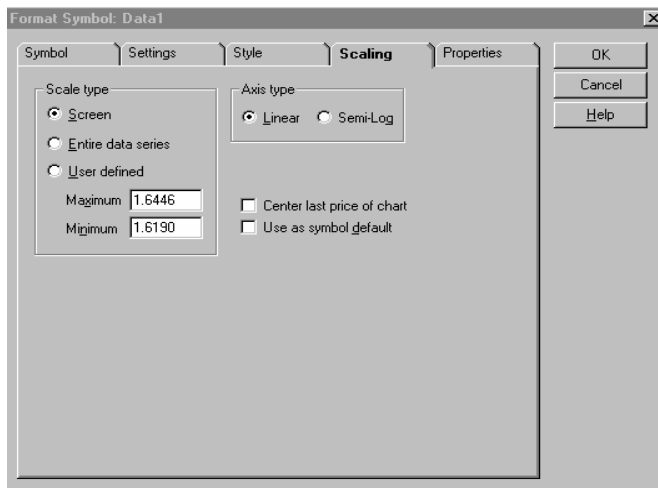 Format Symbol: Data1
Symbol Settings Style Scaling Properties
OK
Cancel
Help
Scale type
Screen
Entire data series
User defined
Maximum 1.6446
Minimum 1.6190
Axis type
Linear Semi-Log
Center last price of chart
Use as symbol default